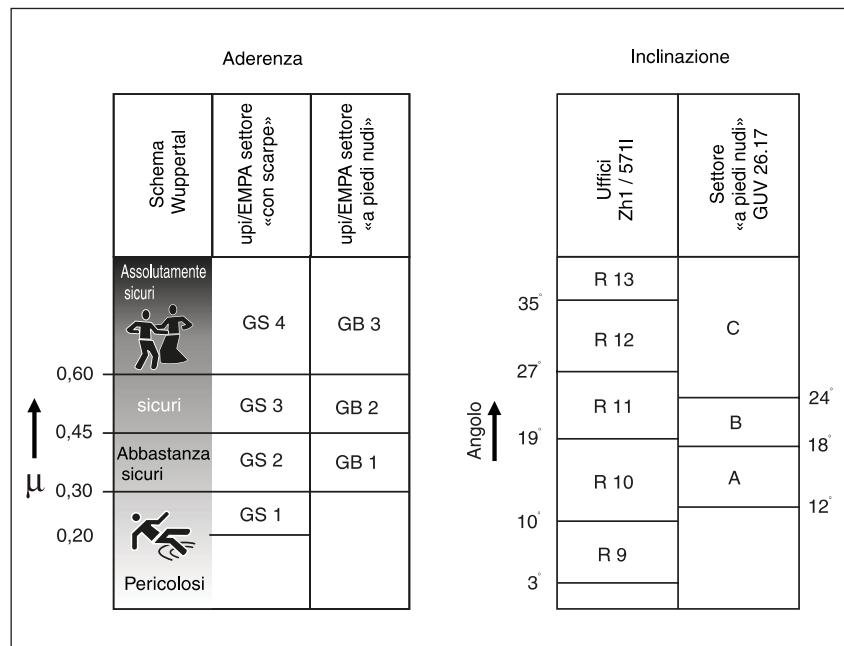 Aderenza
Schema
Wuppertal
upi/EMPA settore
«con scarpe»
upi/EMPA settore
«a piedi nudi»
Assolutamente
sicuri
GS 4
GB 3
0,60
sicuri
GS 3
GB 2
0,45
Abbastanza
sicuri
GS 2
GB 1
μ
0,30
GS 1
0,20
Pericolosi
Inclinazione
Uffici
Zh1 / 571I
Settore
«a piedi nudi»
GUV 26.17
R 13
35°
C
R 12
27°
24°
Angolo
R 11
B
19°
18°
R 10
A
12°
10°
R 9
3°